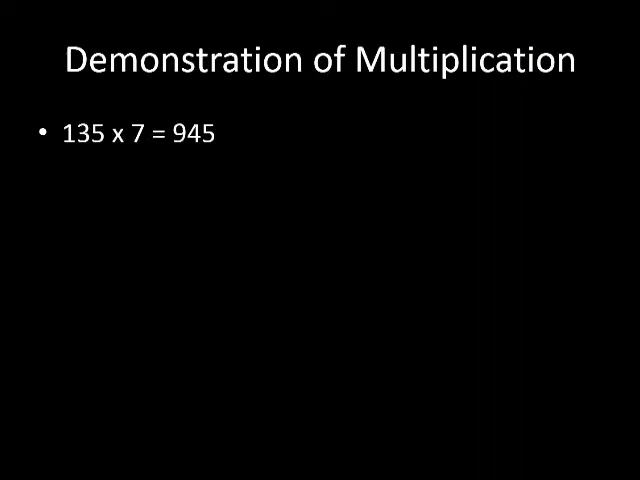 Demonstration of Multiplication
• 135 x 7 = 945